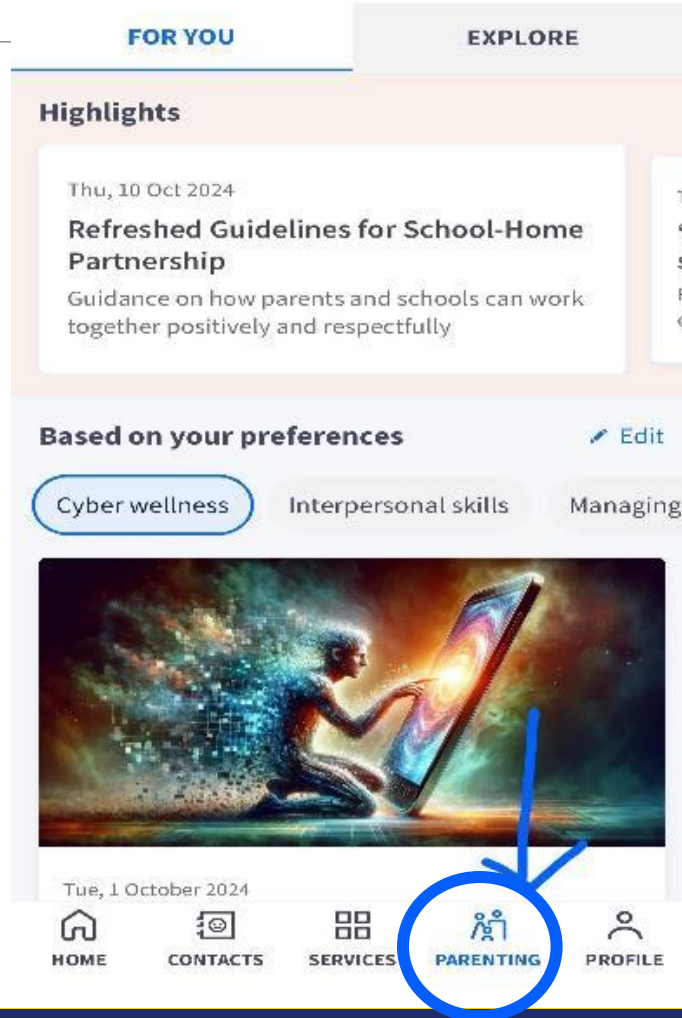 FOR YOU
EXPLORE
Highlights
Thu, 10 Oct 2024
Refreshed Guidelines for School-Home
Partnership
Guidance on how parents and schools can work
together positively and respectfully
Based on your preferences
Edit
Cyber wellness
Interpersonal skills
Managing
Tue, 1 October 2024
HOME
CONTACTS
SERVICES
PARENTING
PROFILE